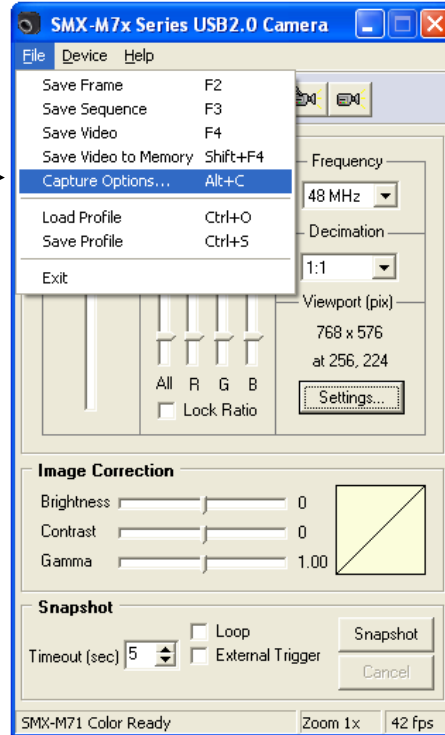 SMX-M7x Series USB2.0 Camera
File Device Help
Save Frame F2
Save Sequence F3
Save Video F4
Save Video to Memory Shift+F4
Capture Options... Alt+C
Load Profile Ctrl+O
Save Profile Ctrl+S
Exit
Frequency
48 MHz
Decimation
1:1
Viewport (pix)
768 x 576
at 256, 224
Settings...
All R G B
Lock Ratio
Image Correction
Brightness 0
Contrast 0
Gamma 1.00
Snapshot
Loop
Timeout (sec) 5 External Trigger
Snapshot
Cancel
SMX-M71 Color Ready Zoom 1x 42 fps